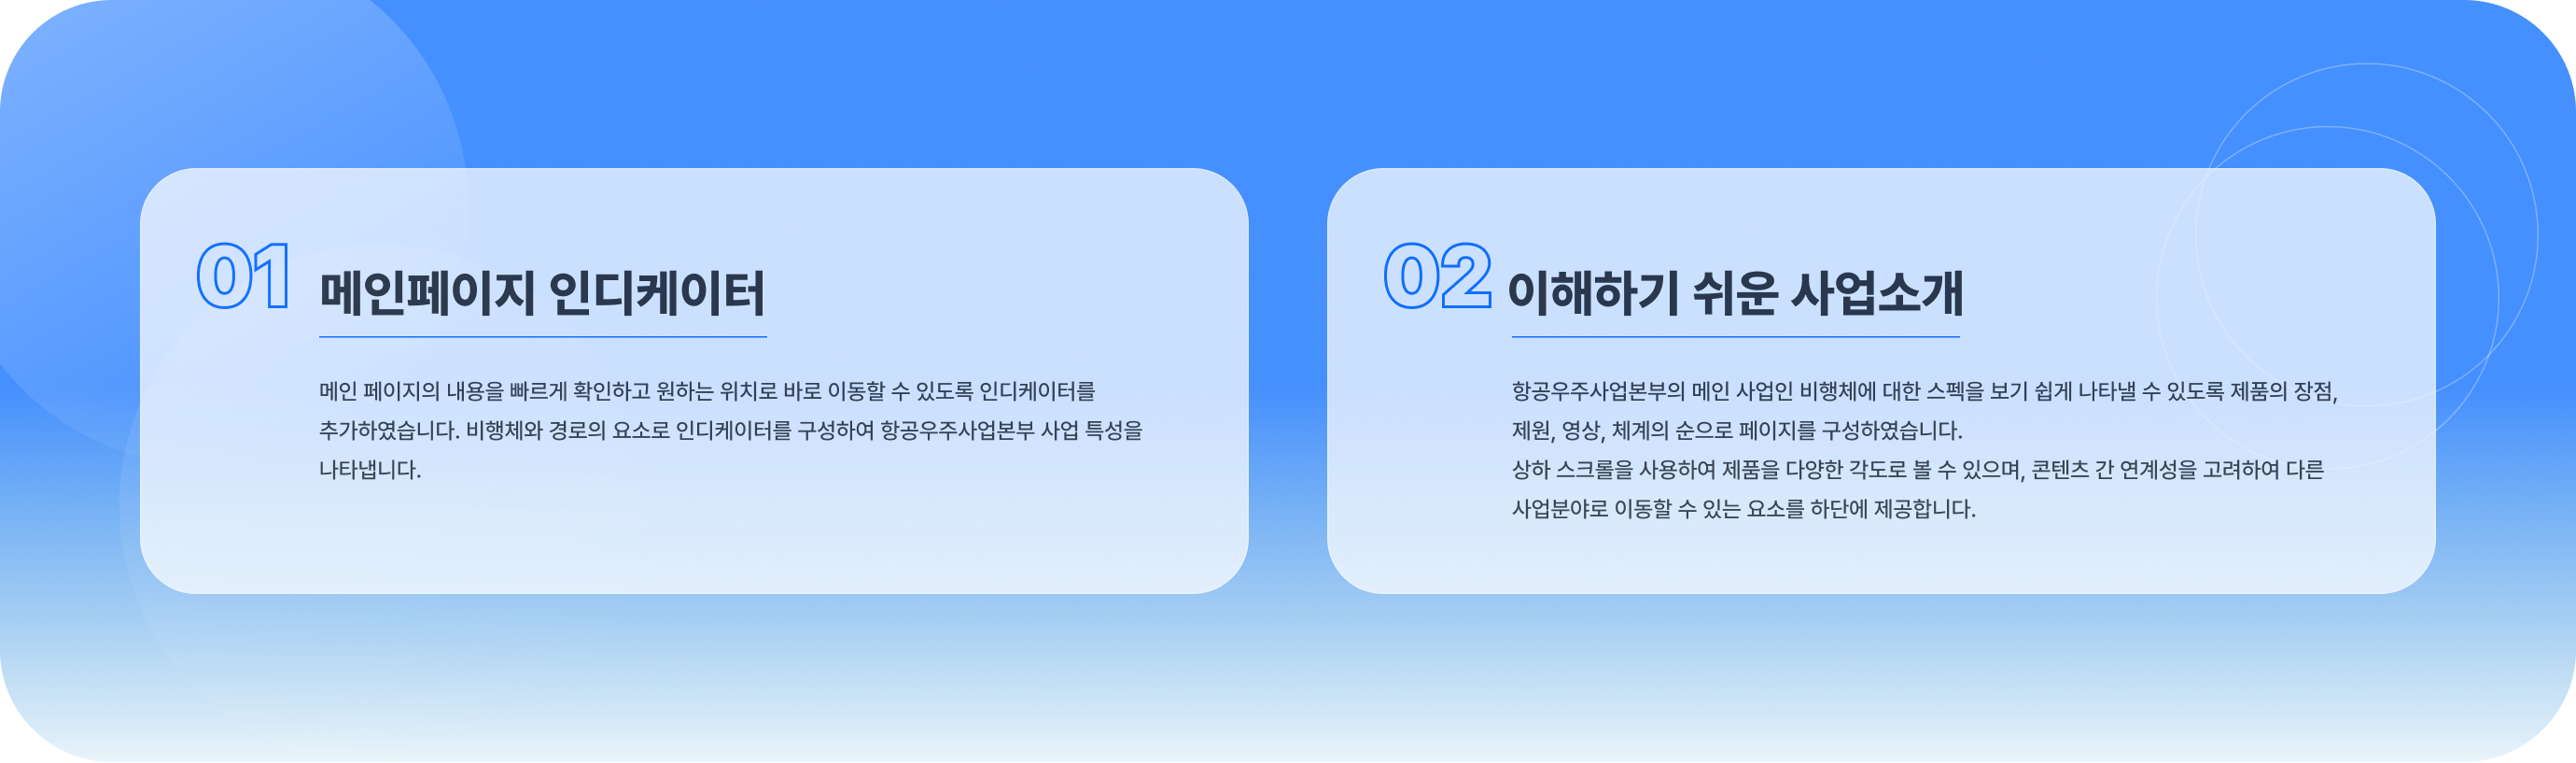 01
메인페이지 인디케이터
메인 페이지의 내용을 빠르게 확인하고 원하는 위치로 바로 이동할 수 있도록 인디케이터를
추가하였습니다. 비행체와 경로의 요소로 인디케이터를 구성하여 항공우주사업본부 사업 특성을
나타냅니다.
02
이해하기 쉬운 사업소개
항공우주사업본부의 메인 사업인 비행체에 대한 스펙을 보기 쉽게 나타낼 수 있도록 제품의 장점,
제원, 영상, 체계의 순으로 페이지를 구성하였습니다.
상하 스크롤을 사용하여 제품을 다양한 각도로 볼 수 있으며, 콘텐츠 간 연계성을 고려하여 다른
사업분야로 이동할 수 있는 요소를 하단에 제공합니다.